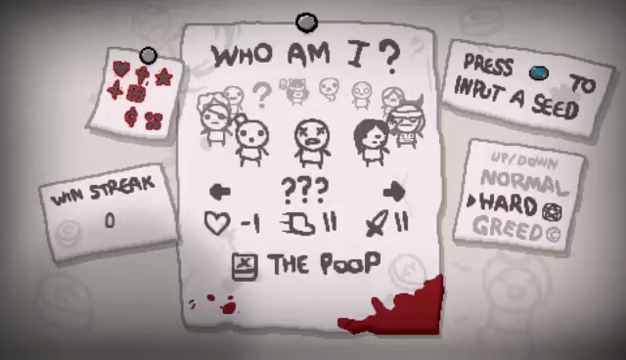 WHO AM I?
?
PRESS TO
INPUT A SEED
WIN STREAK
0
???
-1
THE POOP
UP/DOWN
NORMAL
HARD
GREED